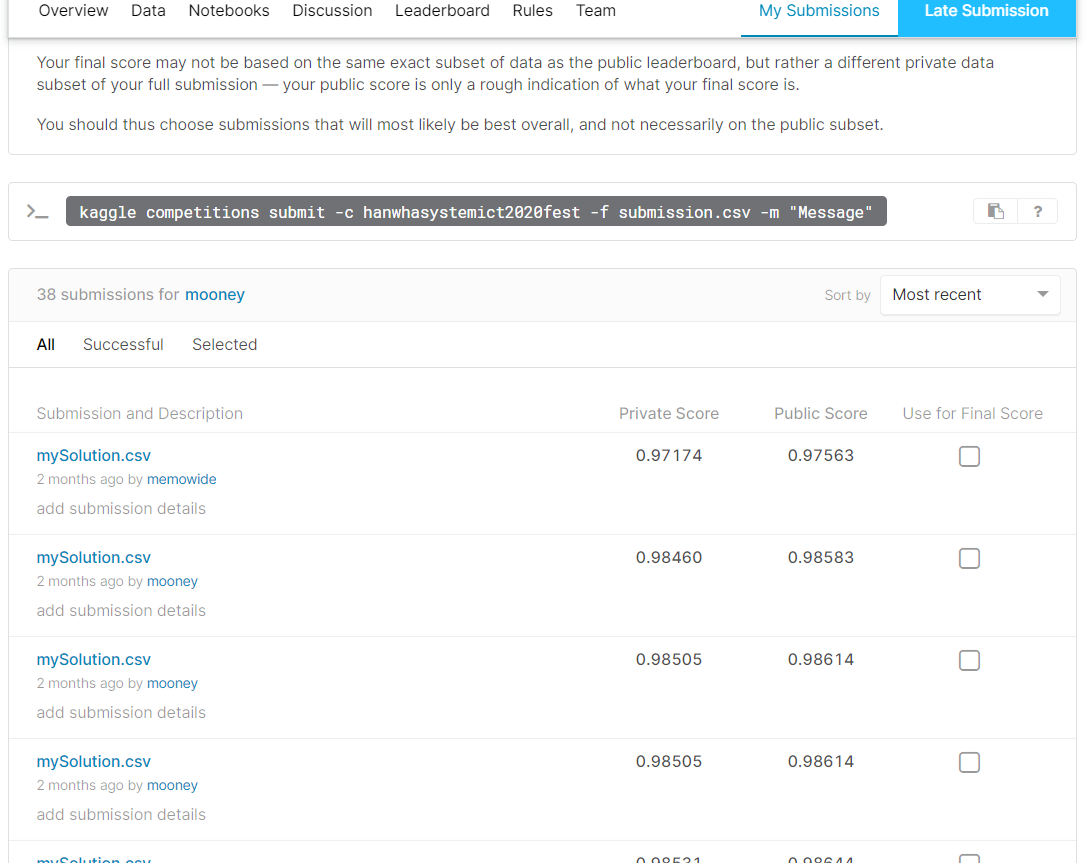 Overview Data Notebooks Discussion Leaderboard Rules Team My Submissions Late Submission
Your final score may not be based on the same exact subset of data as the public leaderboard, but rather a different private data
subset of your full submission — your public score is only a rough indication of what your final score is.
You should thus choose submissions that will most likely be best overall, and not necessarily on the public subset.
>_ kaggle competitions submit -c hanwhasystemict2020fest -f submission.csv -m "Message" ?
38 submissions for mooney Sort by Most recent
All Successful Selected
Submission and Description Private Score Public Score Use for Final Score
mySolution.csv 0.97174 0.97563
2 months ago by memowide
add submission details
mySolution.csv 0.98460 0.98583
2 months ago by mooney
add submission details
mySolution.csv 0.98505 0.98614
2 months ago by mooney
add submission details
mySolution.csv 0.98505 0.98614
2 months ago by mooney
add submission details
mySolution.csv 0.98531 0.98644